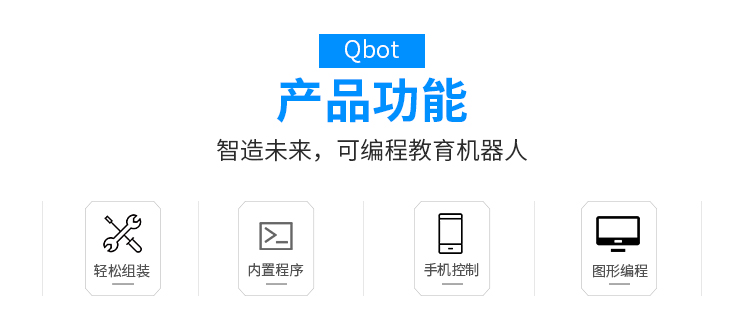 Qbot
产品功能
智造未来，可编程教育机器人
轻松组装
内置程序
手机控制
图形编程